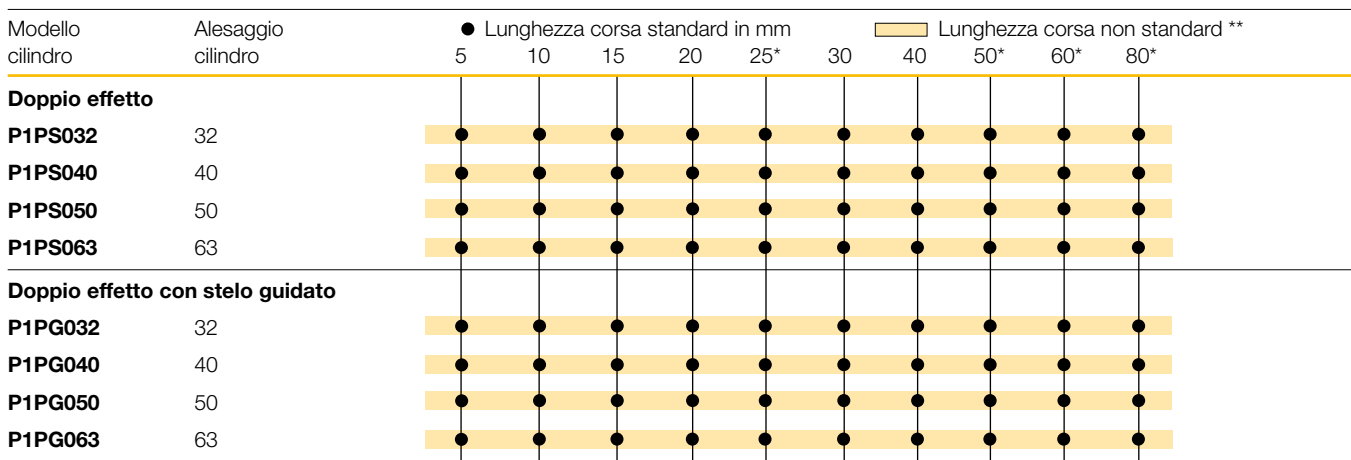 Modello Alesaggio ● Lunghezza corsa standard in mm Lunghezza corsa non standard **
cilindro cilindro 5 10 15 20 25* 30 40 50* 60* 80*
Doppio effetto
P1PS032 32
P1PS040 40
P1PS050 50
P1PS063 63
Doppio effetto con stelo guidato
P1PG032 32
P1PG040 40
P1PG050 50
P1PG063 63